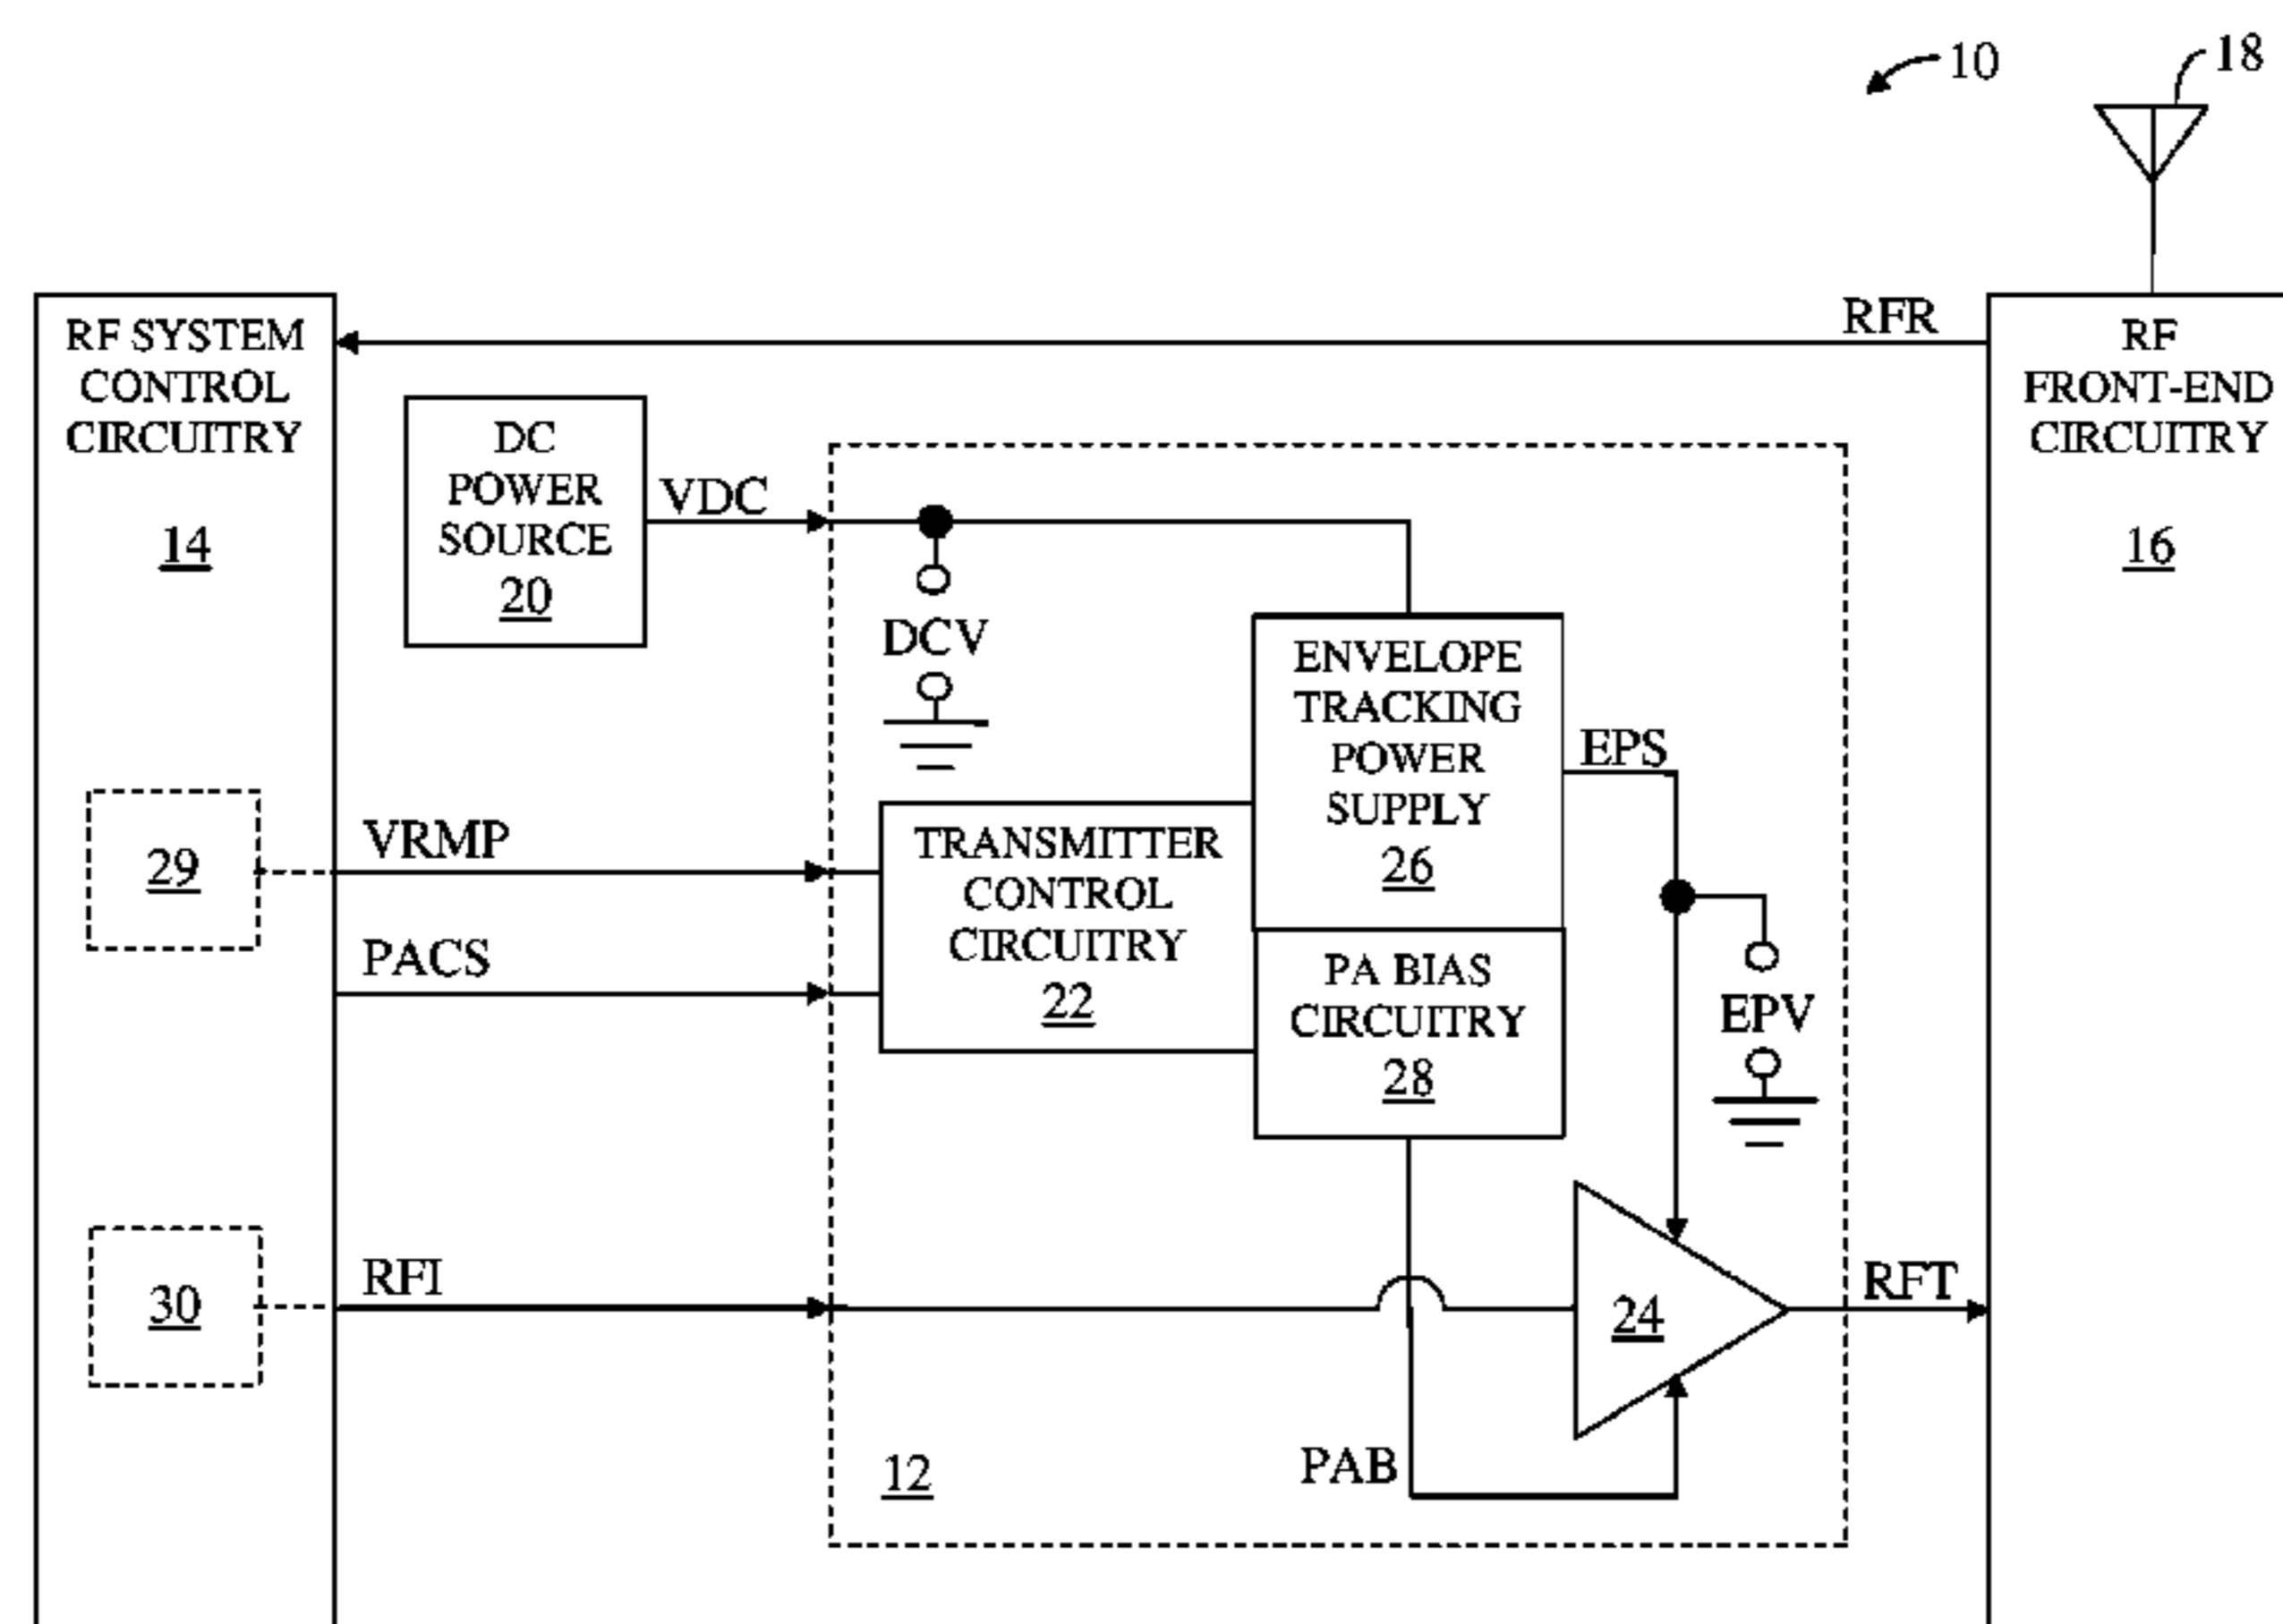 10
18
RF SYSTEM
CONTROL
CIRCUITRY
14
RFR
RF
FRONT-END
CIRCUITRY
16
DC
POWER
SOURCE
20
VDC
DCV
ENVELOPE
TRACKING
POWER
SUPPLY
26
EPS
29
VRMP
TRANSMITTER
CONTROL
CIRCUITRY
22
PACS
PA BIAS
CIRCUITRY
28
EPV
30
RFI
24
RFT
PAB
12